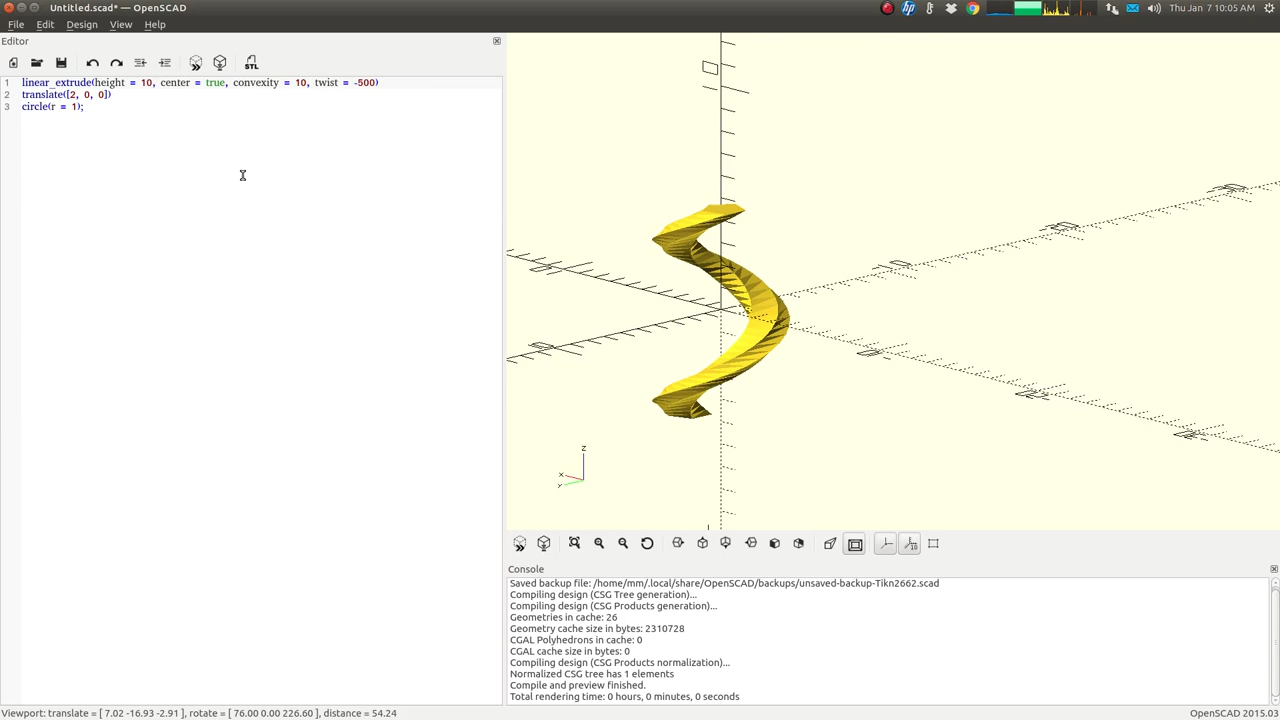 Untitled.scad* — OpenSCAD
Thu Jan 7 10:05 AM
File Edit Design View Help
Editor
STL
1 linear_extrude(height = 10, center = true, convexity = 10, twist = -500)
2 translate([2, 0, 0])
3 circle(r = 1);
z
x
y
10
Console
Saved backup file: /home/mm/.local/share/OpenSCAD/backups/unsaved-backup-Tikn2662.scad
Compiling design (CSG Tree generation)...
Compiling design (CSG Products generation)...
Geometries in cache: 26
Geometry cache size in bytes: 2310728
CGAL Polyhedrons in cache: 0
CGAL cache size in bytes: 0
Compiling design (CSG Products normalization)...
Normalized CSG tree has 1 elements
Compile and preview finished.
Total rendering time: 0 hours, 0 minutes, 0 seconds
Viewport: translate = [ 7.02 -16.93 -2.91 ], rotate = [ 76.00 0.00 226.60 ], distance = 54.24
OpenSCAD 2015.03